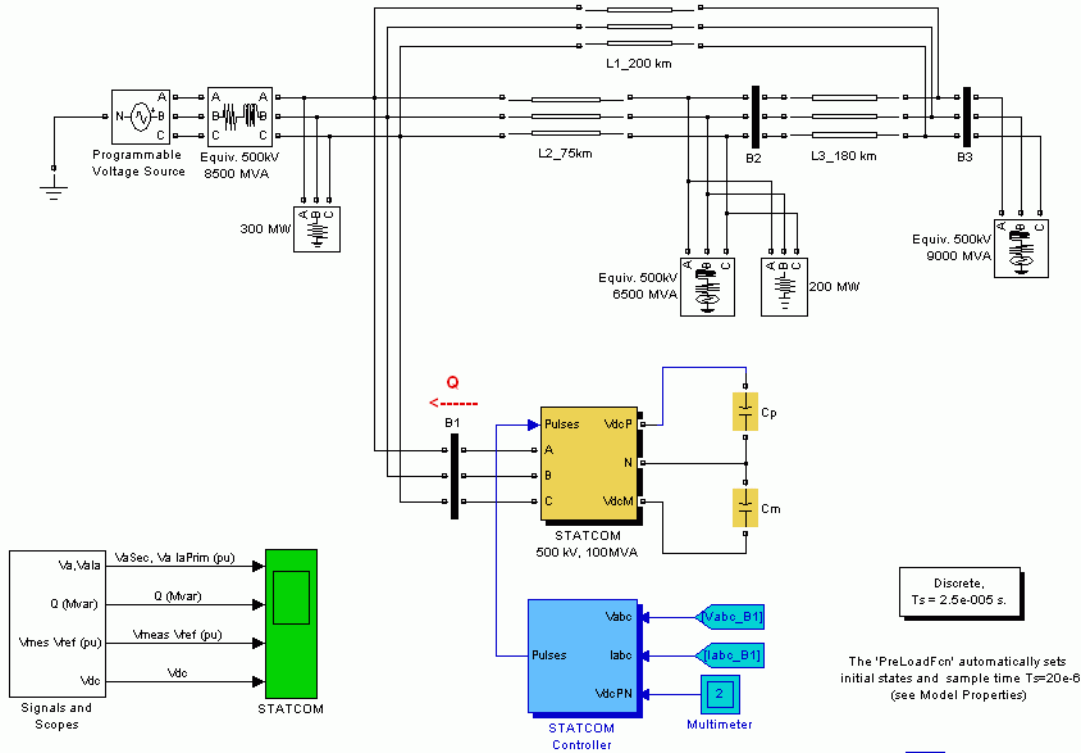 L1_200 km
A
B
C
N
A
B
C
A
B
C
Programmable
Voltage Source
Equiv. 500kV
8500 MVA
L2_75km
B2
L3_180 km
B3
A
B
C
300 MW
A
B
C
Equiv. 500kV
6500 MVA
A
B
C
200 MW
A
B
C
Equiv. 500kV
9000 MVA
Q
<------
B1
Pulses
VdcP
A
N
B
C
VdcM
Cp
Cm
STATCOM
500 kV, 100MVA
Va,VaIa
VaSec, Va IaPrim (pu)
Q (Mvar)
Q (Mvar)
Vmes Vref (pu)
Vmeas Vref (pu)
Vdc
Vdc
Signals and
Scopes
STATCOM
Vabc
[Vabc_B1]
Pulses
Iabc
[Iabc_B1]
VdcPN
2
Multimeter
STATCOM
Controller
Discrete,
Ts = 2.5e-005 s.
The 'PreLoadFcn' automatically sets
initial states and sample time Ts=20e-6
(see Model Properties)